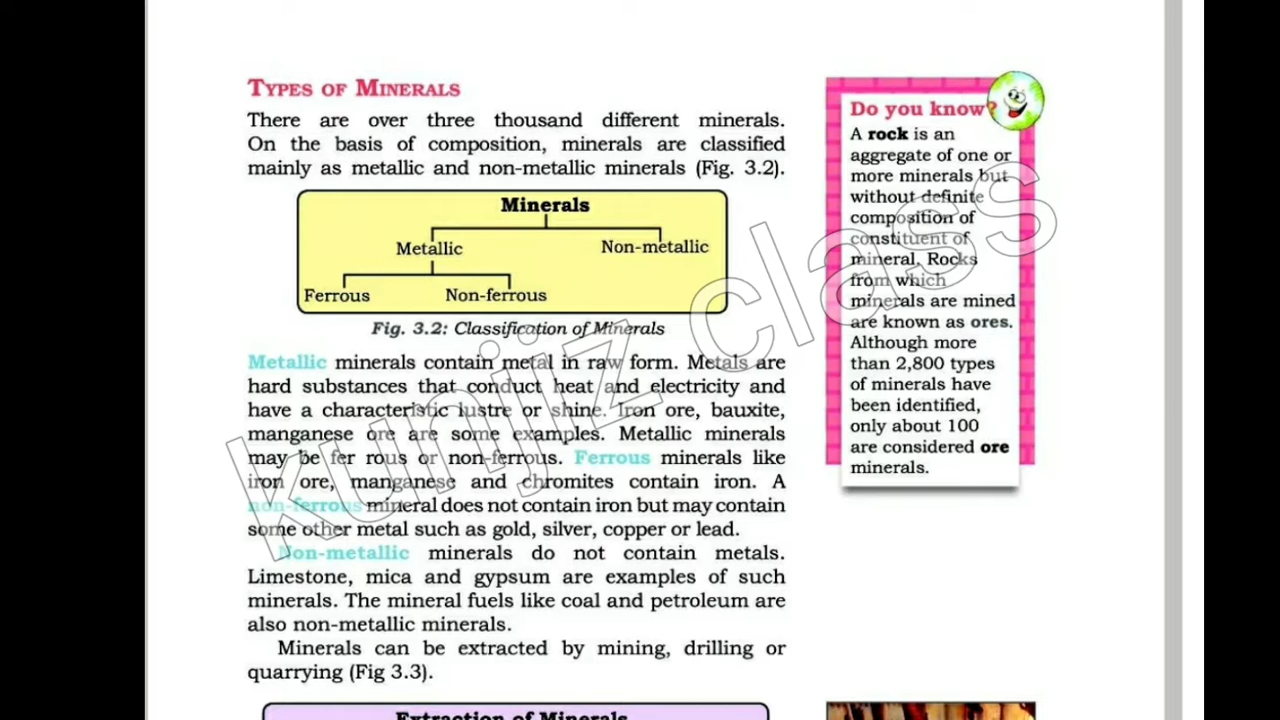 TYPES OF MINERALS
There are over three thousand different minerals.
On the basis of composition, minerals are classified
mainly as metallic and non-metallic minerals (Fig. 3.2).
Minerals
Metallic
Non-metallic
Ferrous
Non-ferrous
Fig. 3.2: Classification of Minerals
Metallic minerals contain metal in raw form. Metals are
hard substances that conduct heat and electricity and
have a characteristic lustre or shine. Iron ore, bauxite,
manganese ore are some examples. Metallic minerals
may be fer rous or non-ferrous. Ferrous minerals like
iron ore, manganese and chromites contain iron. A
non-ferrous mineral does not contain iron but may contain
some other metal such as gold, silver, copper or lead.
Non-metallic minerals do not contain metals.
Limestone, mica and gypsum are examples of such
minerals. The mineral fuels like coal and petroleum are
also non-metallic minerals.
Minerals can be extracted by mining, drilling or
quarrying (Fig 3.3).
Extraction of Minerals
Do you know?
A rock is an
aggregate of one or
more minerals but
without definite
composition of
constituent of
mineral. Rocks
from which
minerals are mined
are known as ores.
Although more
than 2,800 types
of minerals have
been identified,
only about 100
are considered ore
minerals.
kunjiz class